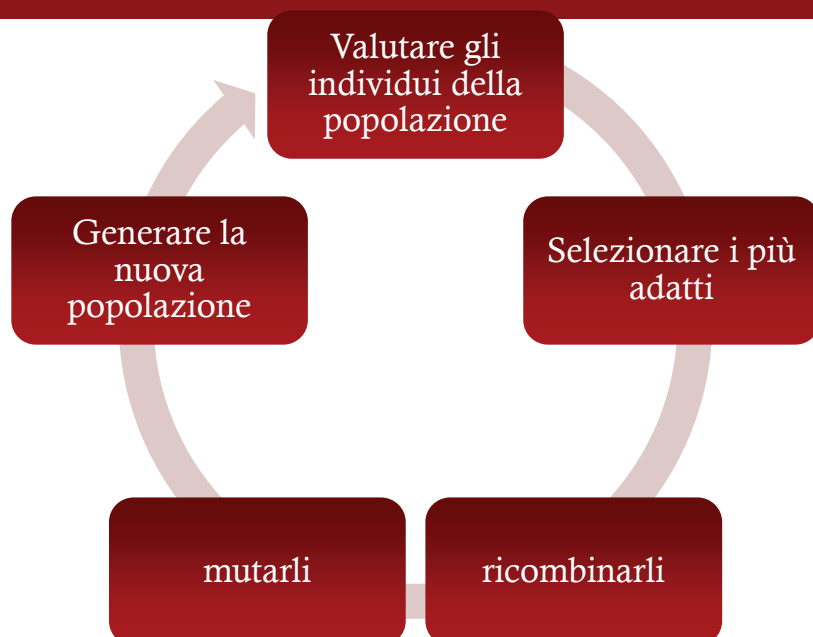 Valutare gli
individui della
popolazione
Selezionare i più
adatti
ricombinarli
mutarli
Generare la
nuova
popolazione